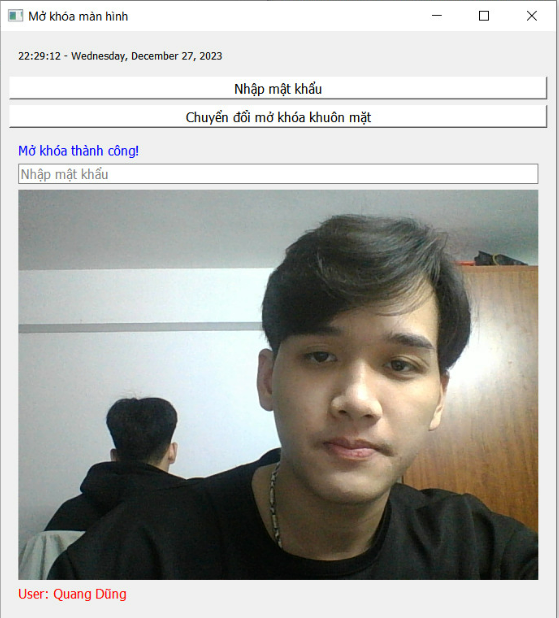 Mở khóa màn hình
22:29:12 - Wednesday, December 27, 2023
Nhập mật khẩu
Chuyển đổi mở khóa khuôn mặt
Mở khóa thành công!
Nhập mật khẩu
User: Quang Dũng